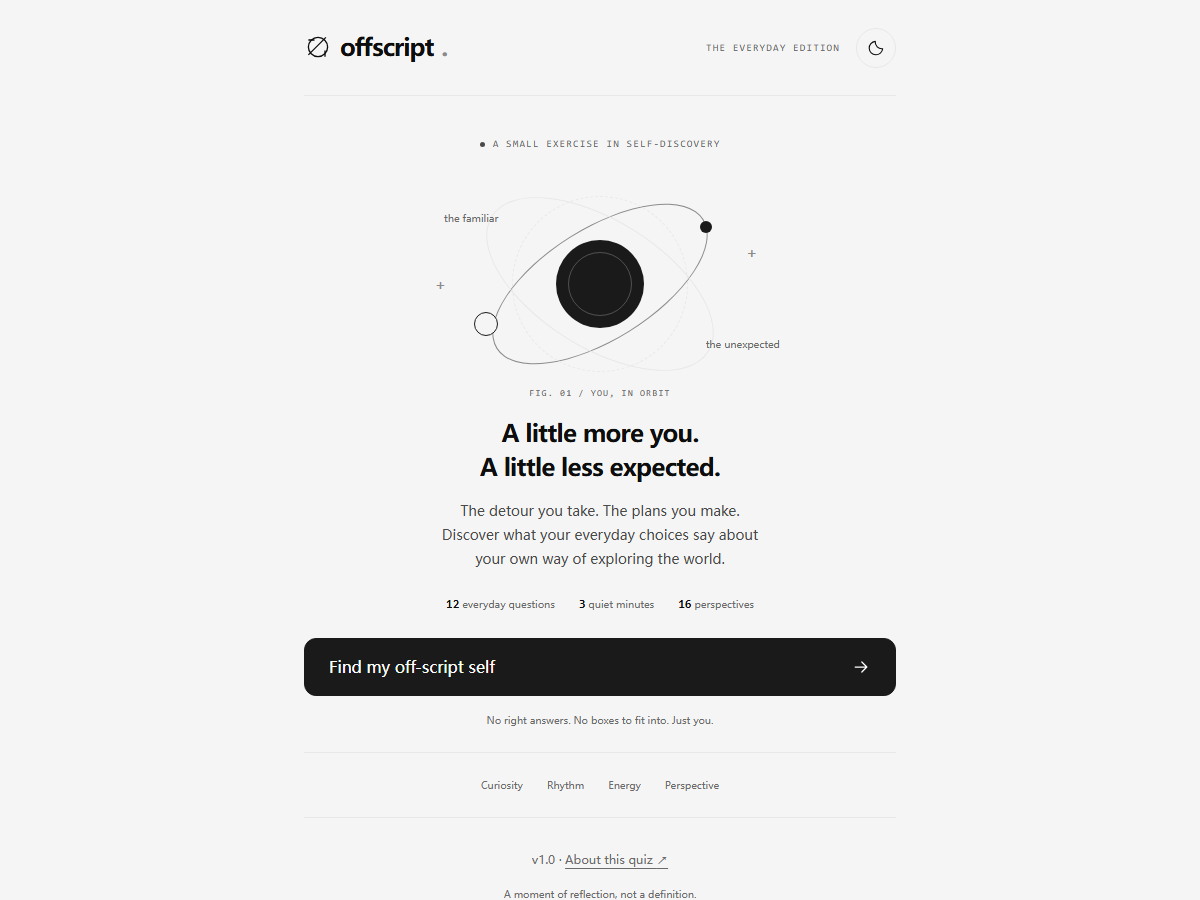 offscript .
THE EVERYDAY EDITION
A SMALL EXERCISE IN SELF-DISCOVERY
the familiar
+
+
the unexpected
FIG. 01 / YOU, IN ORBIT
A little more you.
A little less expected.
The detour you take. The plans you make.
Discover what your everyday choices say about
your own way of exploring the world.
12 everyday questions
3 quiet minutes
16 perspectives
Find my off-script self →
No right answers. No boxes to fit into. Just you.
Curiosity
Rhythm
Energy
Perspective
v1.0 · About this quiz ↗
A moment of reflection, not a definition.